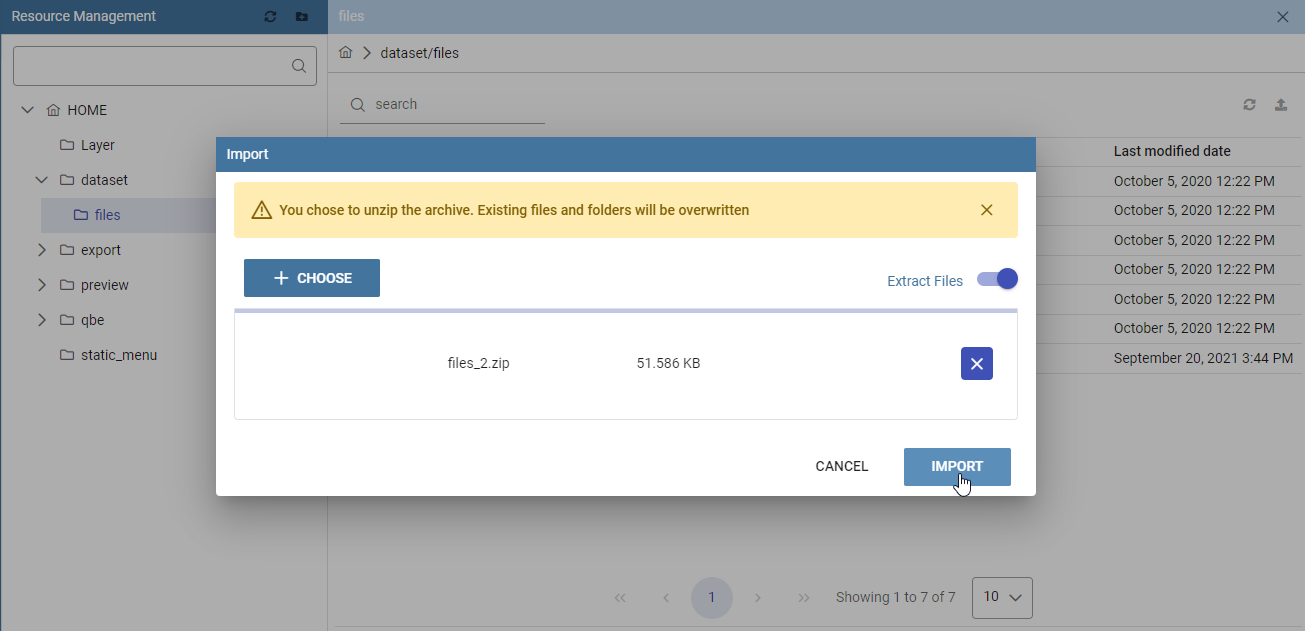 Resource Management
files
dataset/files
search
HOME
Layer
dataset
files
export
preview
qbe
static_menu
Last modified date
October 5, 2020 12:22 PM
October 5, 2020 12:22 PM
October 5, 2020 12:22 PM
October 5, 2020 12:22 PM
October 5, 2020 12:22 PM
October 5, 2020 12:22 PM
September 20, 2021 3:44 PM
Import
You chose to unzip the archive. Existing files and folders will be overwritten
CHOOSE
Extract Files
files_2.zip 51.586 KB
CANCEL IMPORT
1 Showing 1 to 7 of 7 10